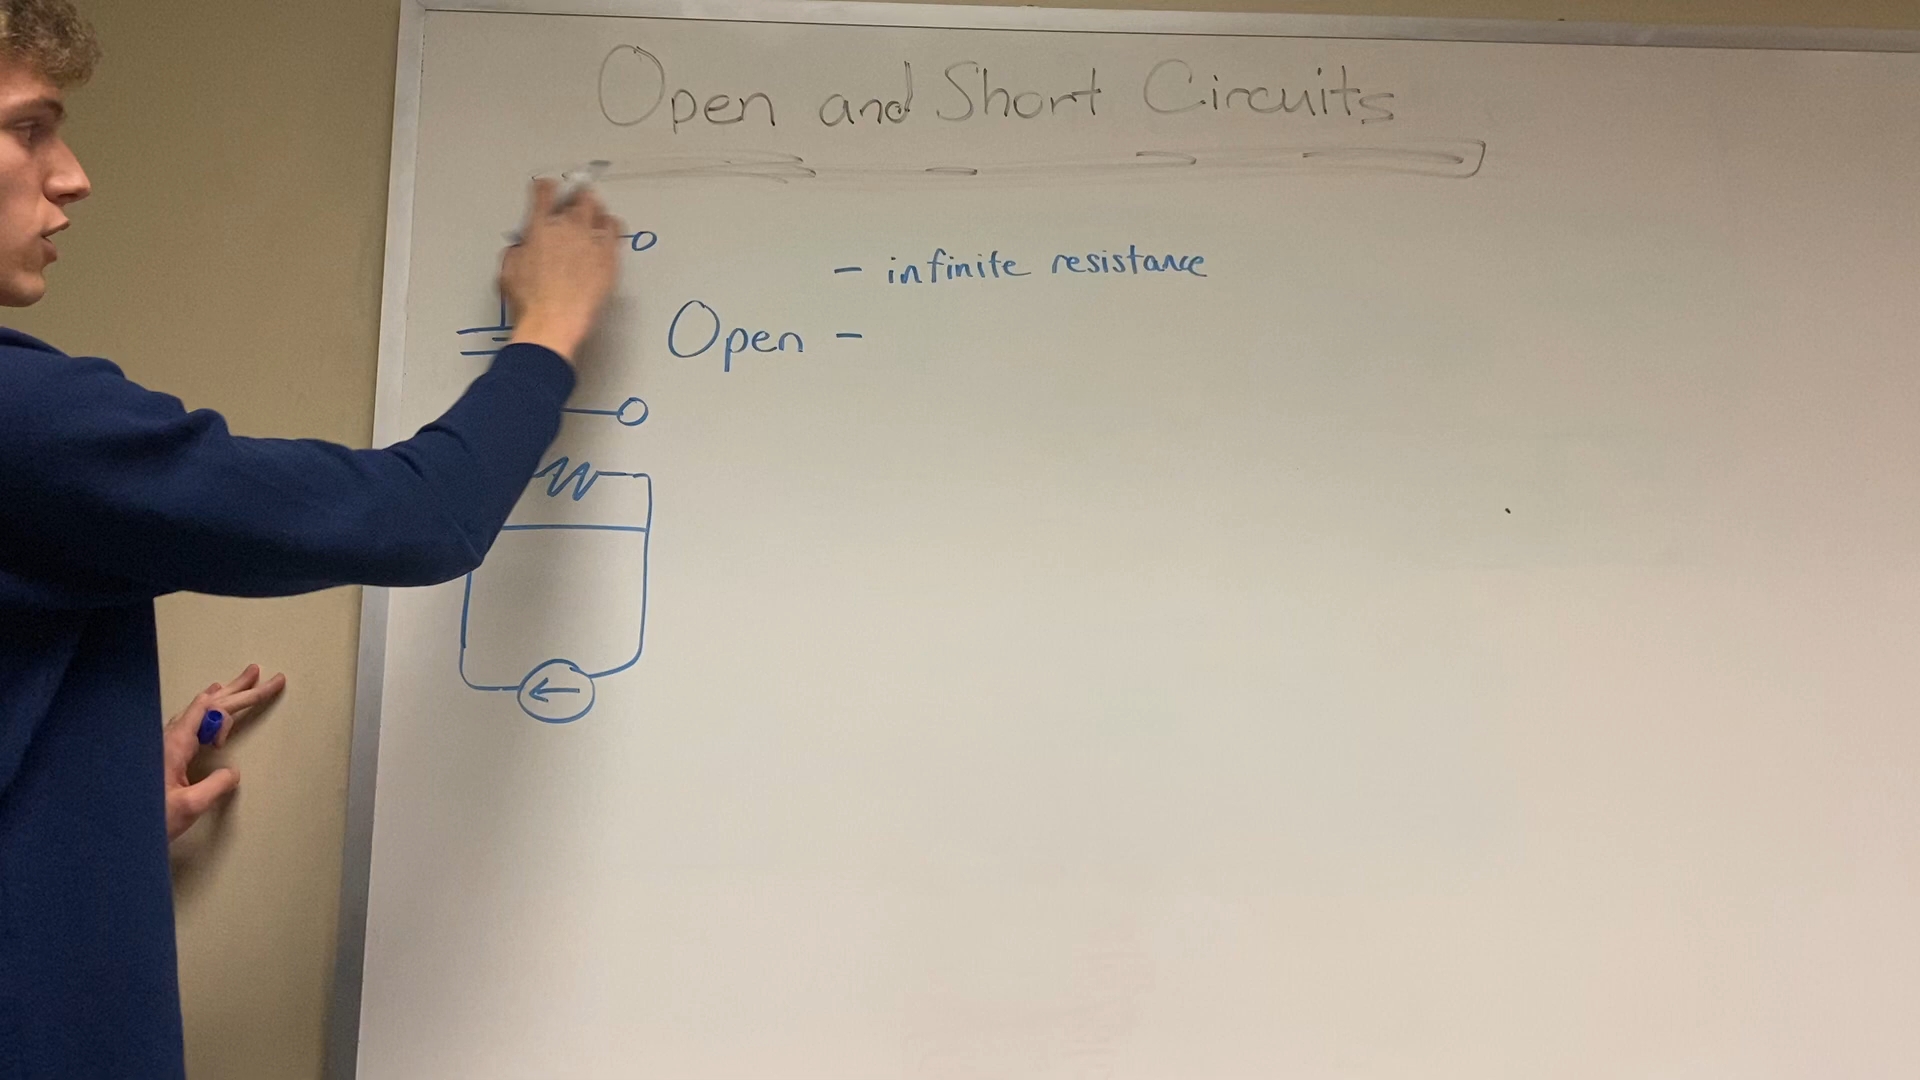 Open and Short Circuits
- infinite resistance
Open -